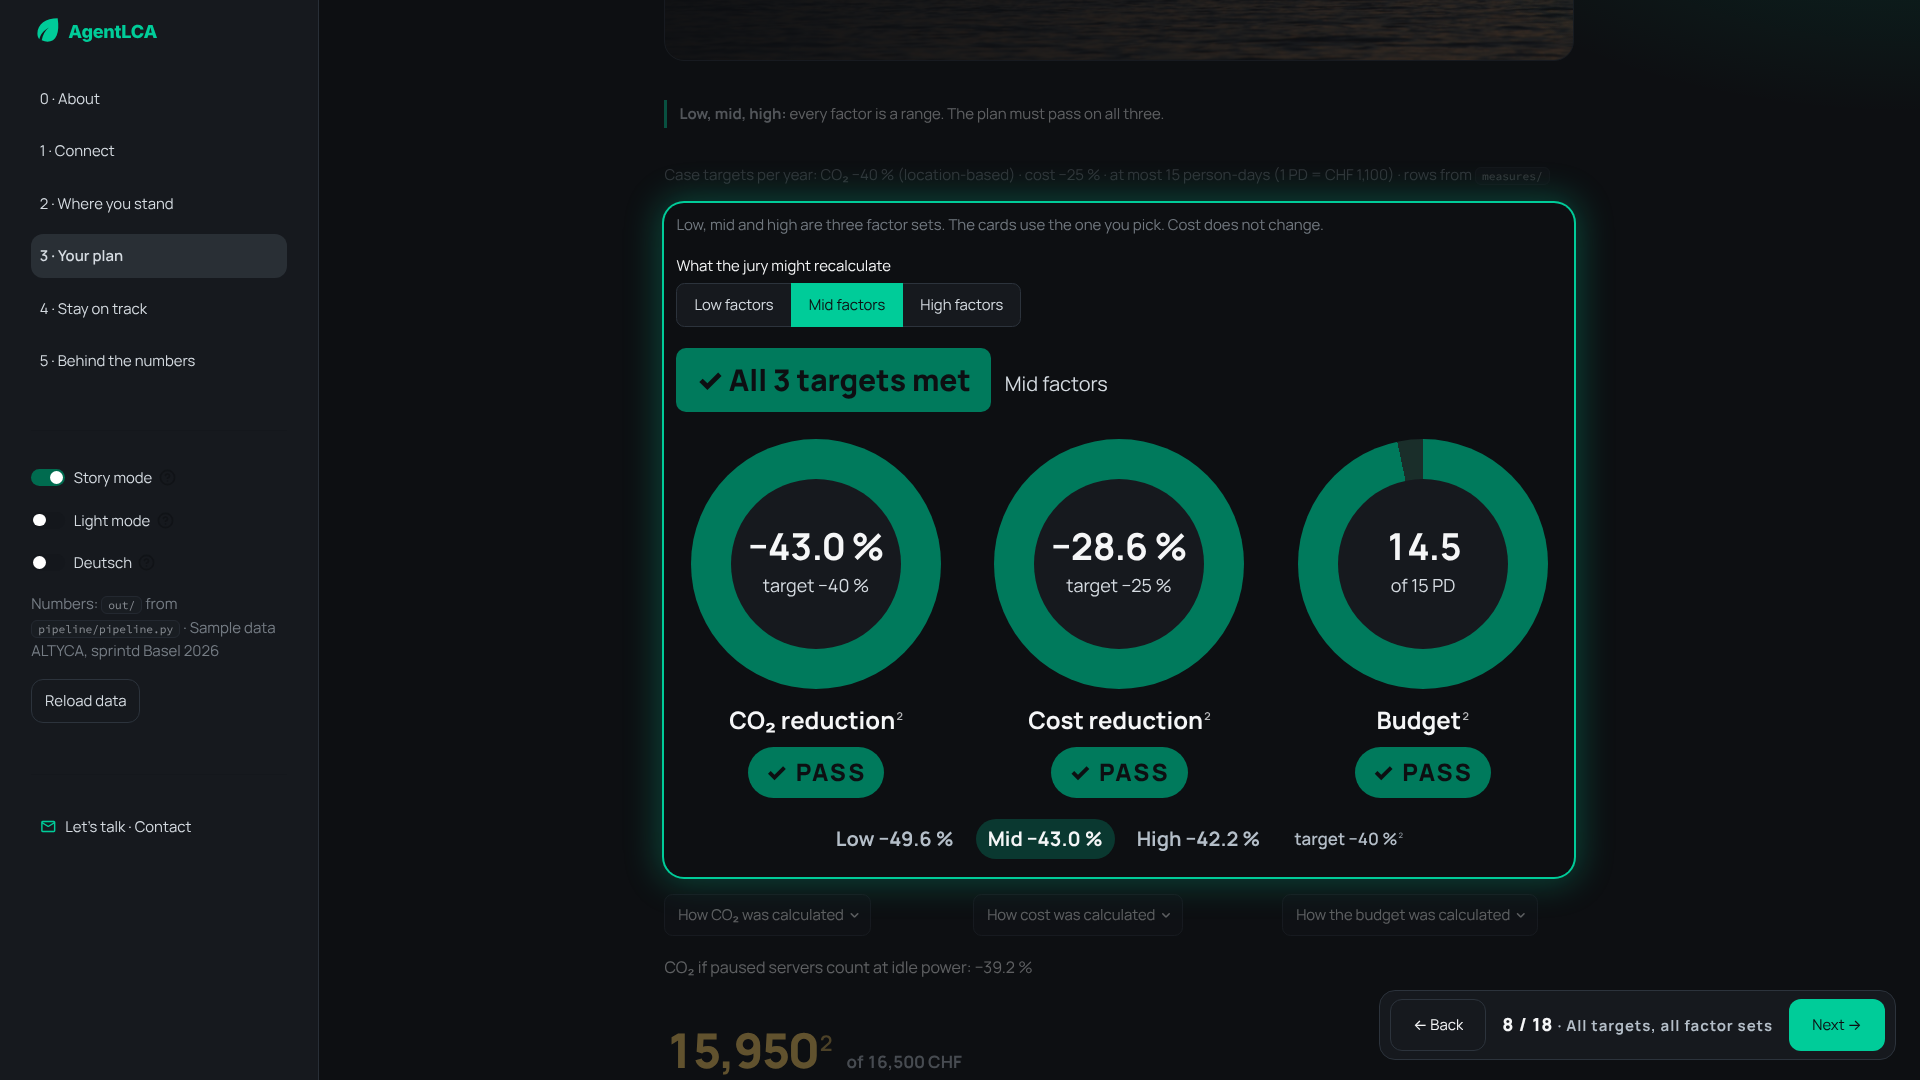 AgentLCA
0 · About
1 · Connect
2 · Where you stand
3 · Your plan
4 · Stay on track
5 · Behind the numbers
Story mode
Light mode
Deutsch
Numbers: out/ from
pipeline/pipeline.py · Sample data
ALTYCA, sprintd Basel 2026
Reload data
Let's talk · Contact
Low, mid, high: every factor is a range. The plan must pass on all three.
Case targets per year: CO₂ −40 % (location-based) · cost −25 % · at most 15 person-days (1 PD = CHF 1,100) · rows from measures/
Low, mid and high are three factor sets. The cards use the one you pick. Cost does not change.
What the jury might recalculate
Low factors Mid factors High factors
✓ All 3 targets met Mid factors
−43.0 %
target −40 %
CO₂ reduction²
✓ PASS
−28.6 %
target −25 %
Cost reduction²
✓ PASS
14.5
of 15 PD
Budget²
✓ PASS
Low −49.6 % Mid −43.0 % High −42.2 % target −40 %²
How CO₂ was calculated
How cost was calculated
How the budget was calculated
CO₂ if paused servers count at idle power: −39.2 %
15,950² of 16,500 CHF
← Back 8 / 18 · All targets, all factor sets Next →